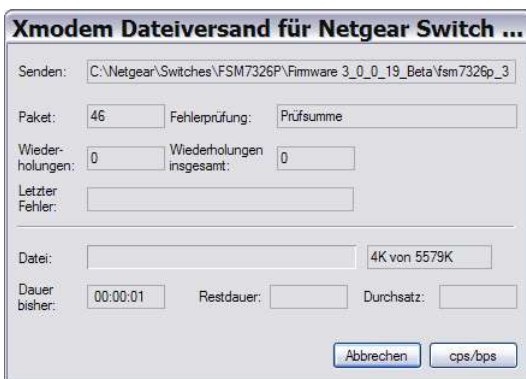 Xmodem Dateiversand für Netgear Switch ...
Senden: C:\Netgear\Switches\FSM7326P\Firmware 3_0_0_19_Beta\fsm7326p_3
Paket: 46 Fehlerprüfung: Prüfsumme
Wieder-
holungen: 0 Wiederholungen
insgesamt: 0
Letzter
Fehler:
Datei: 4K von 5579K
Dauer
bisher: 00:00:01 Restdauer: Durchsatz:
Abbrechen cps/bps